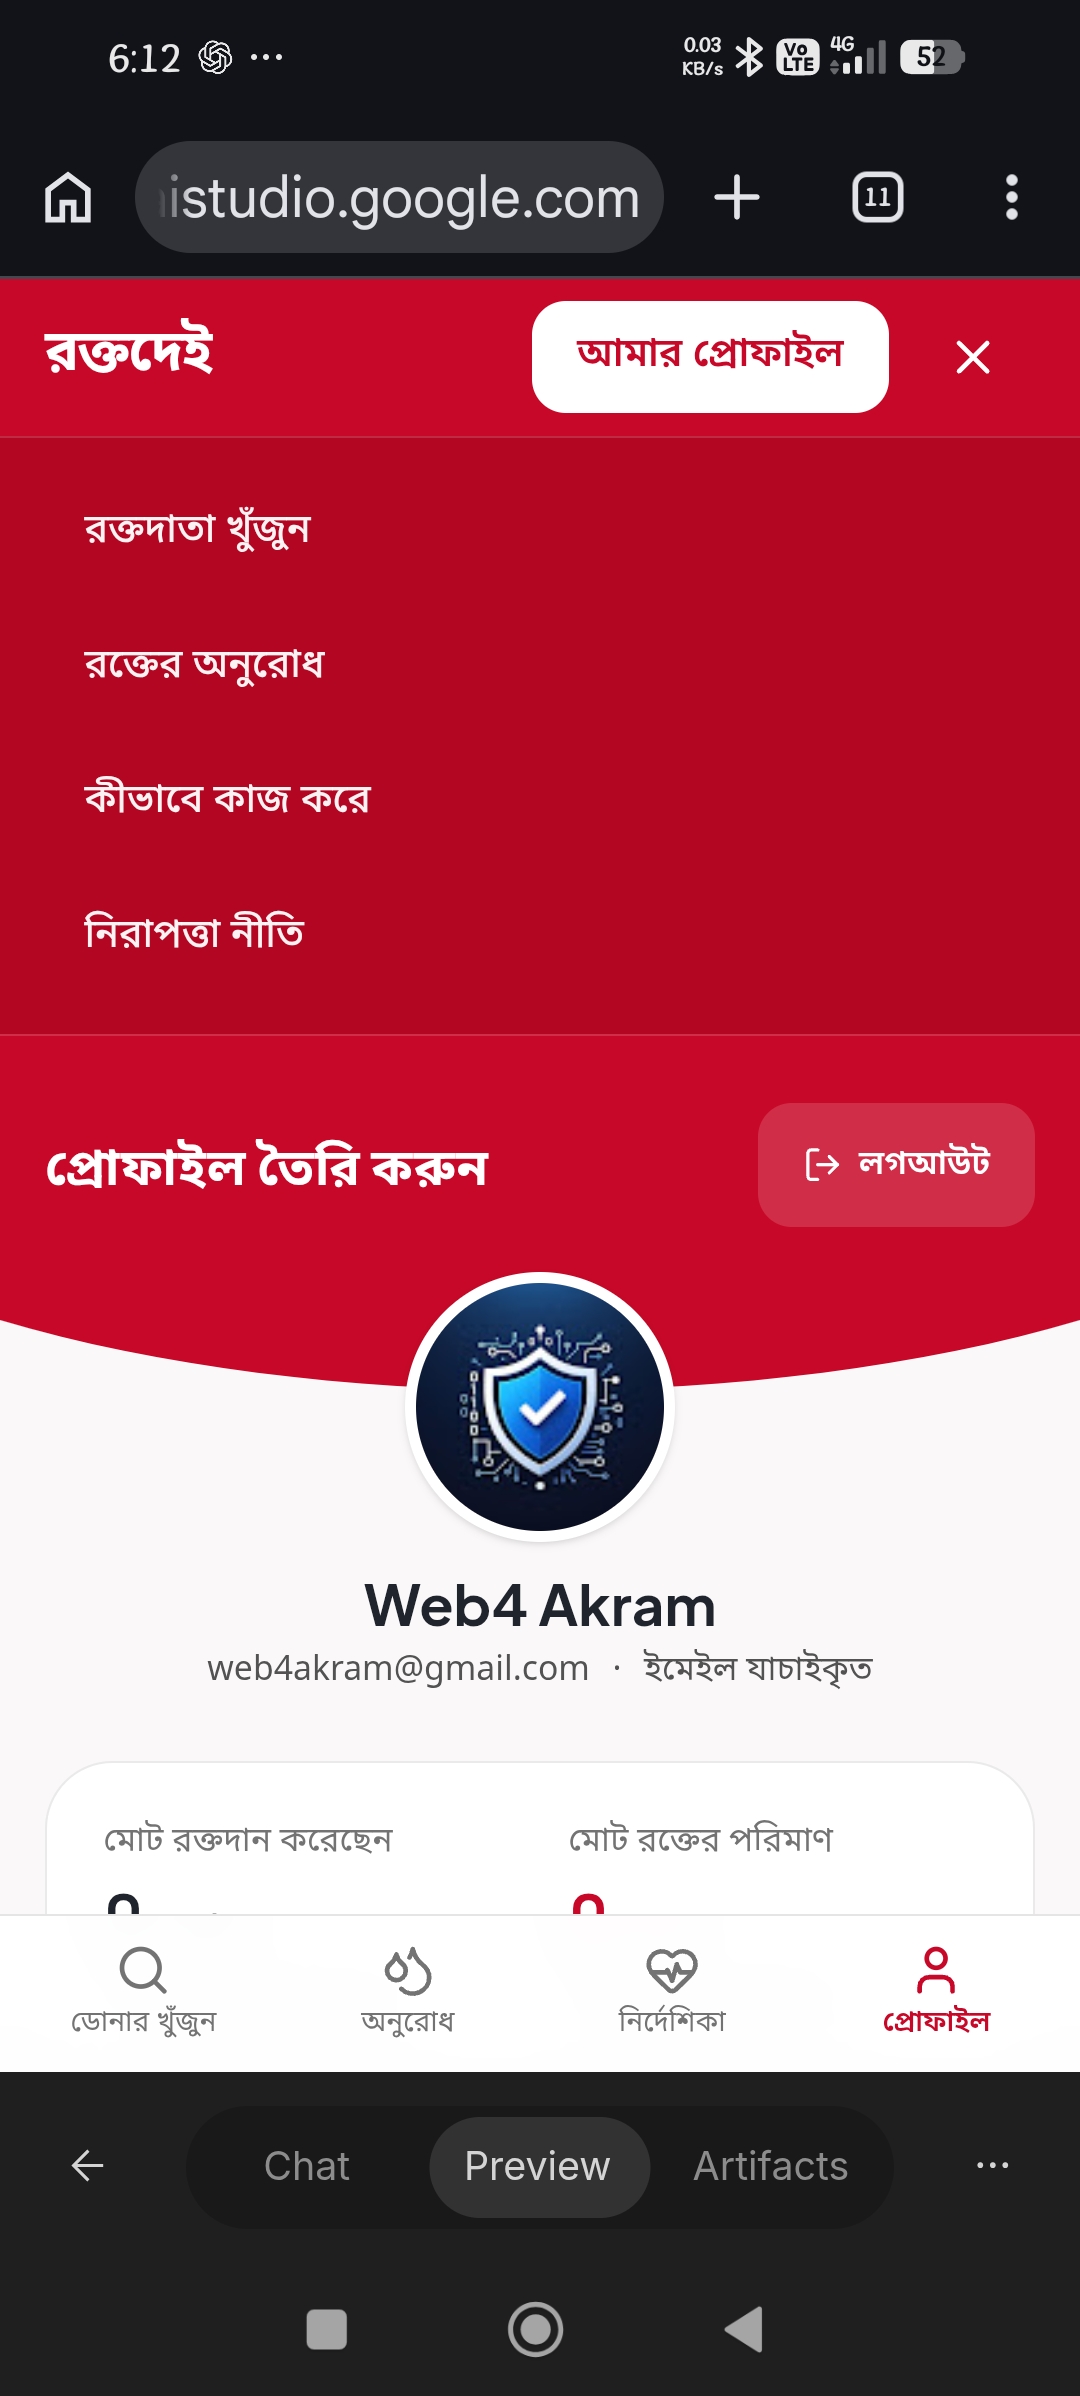 6:12 ...
0.03 KB/s Vo LTE 4G 52
istudio.google.com 11
রক্তদেই আমার প্রোফাইল
রক্তদাতা খুঁজুন
রক্তের অনুরোধ
কীভাবে কাজ করে
নিরাপত্তা নীতি
প্রোফাইল তৈরি করুন লগআউট
Web4 Akram
web4akram@gmail.com · ইমেইল যাচাইকৃত
মোট রক্তদান করেছেন মোট রক্তের পরিমাণ
ডোনার খুঁজুন অনুরোধ নির্দেশিকা প্রোফাইল
Chat Preview Artifacts